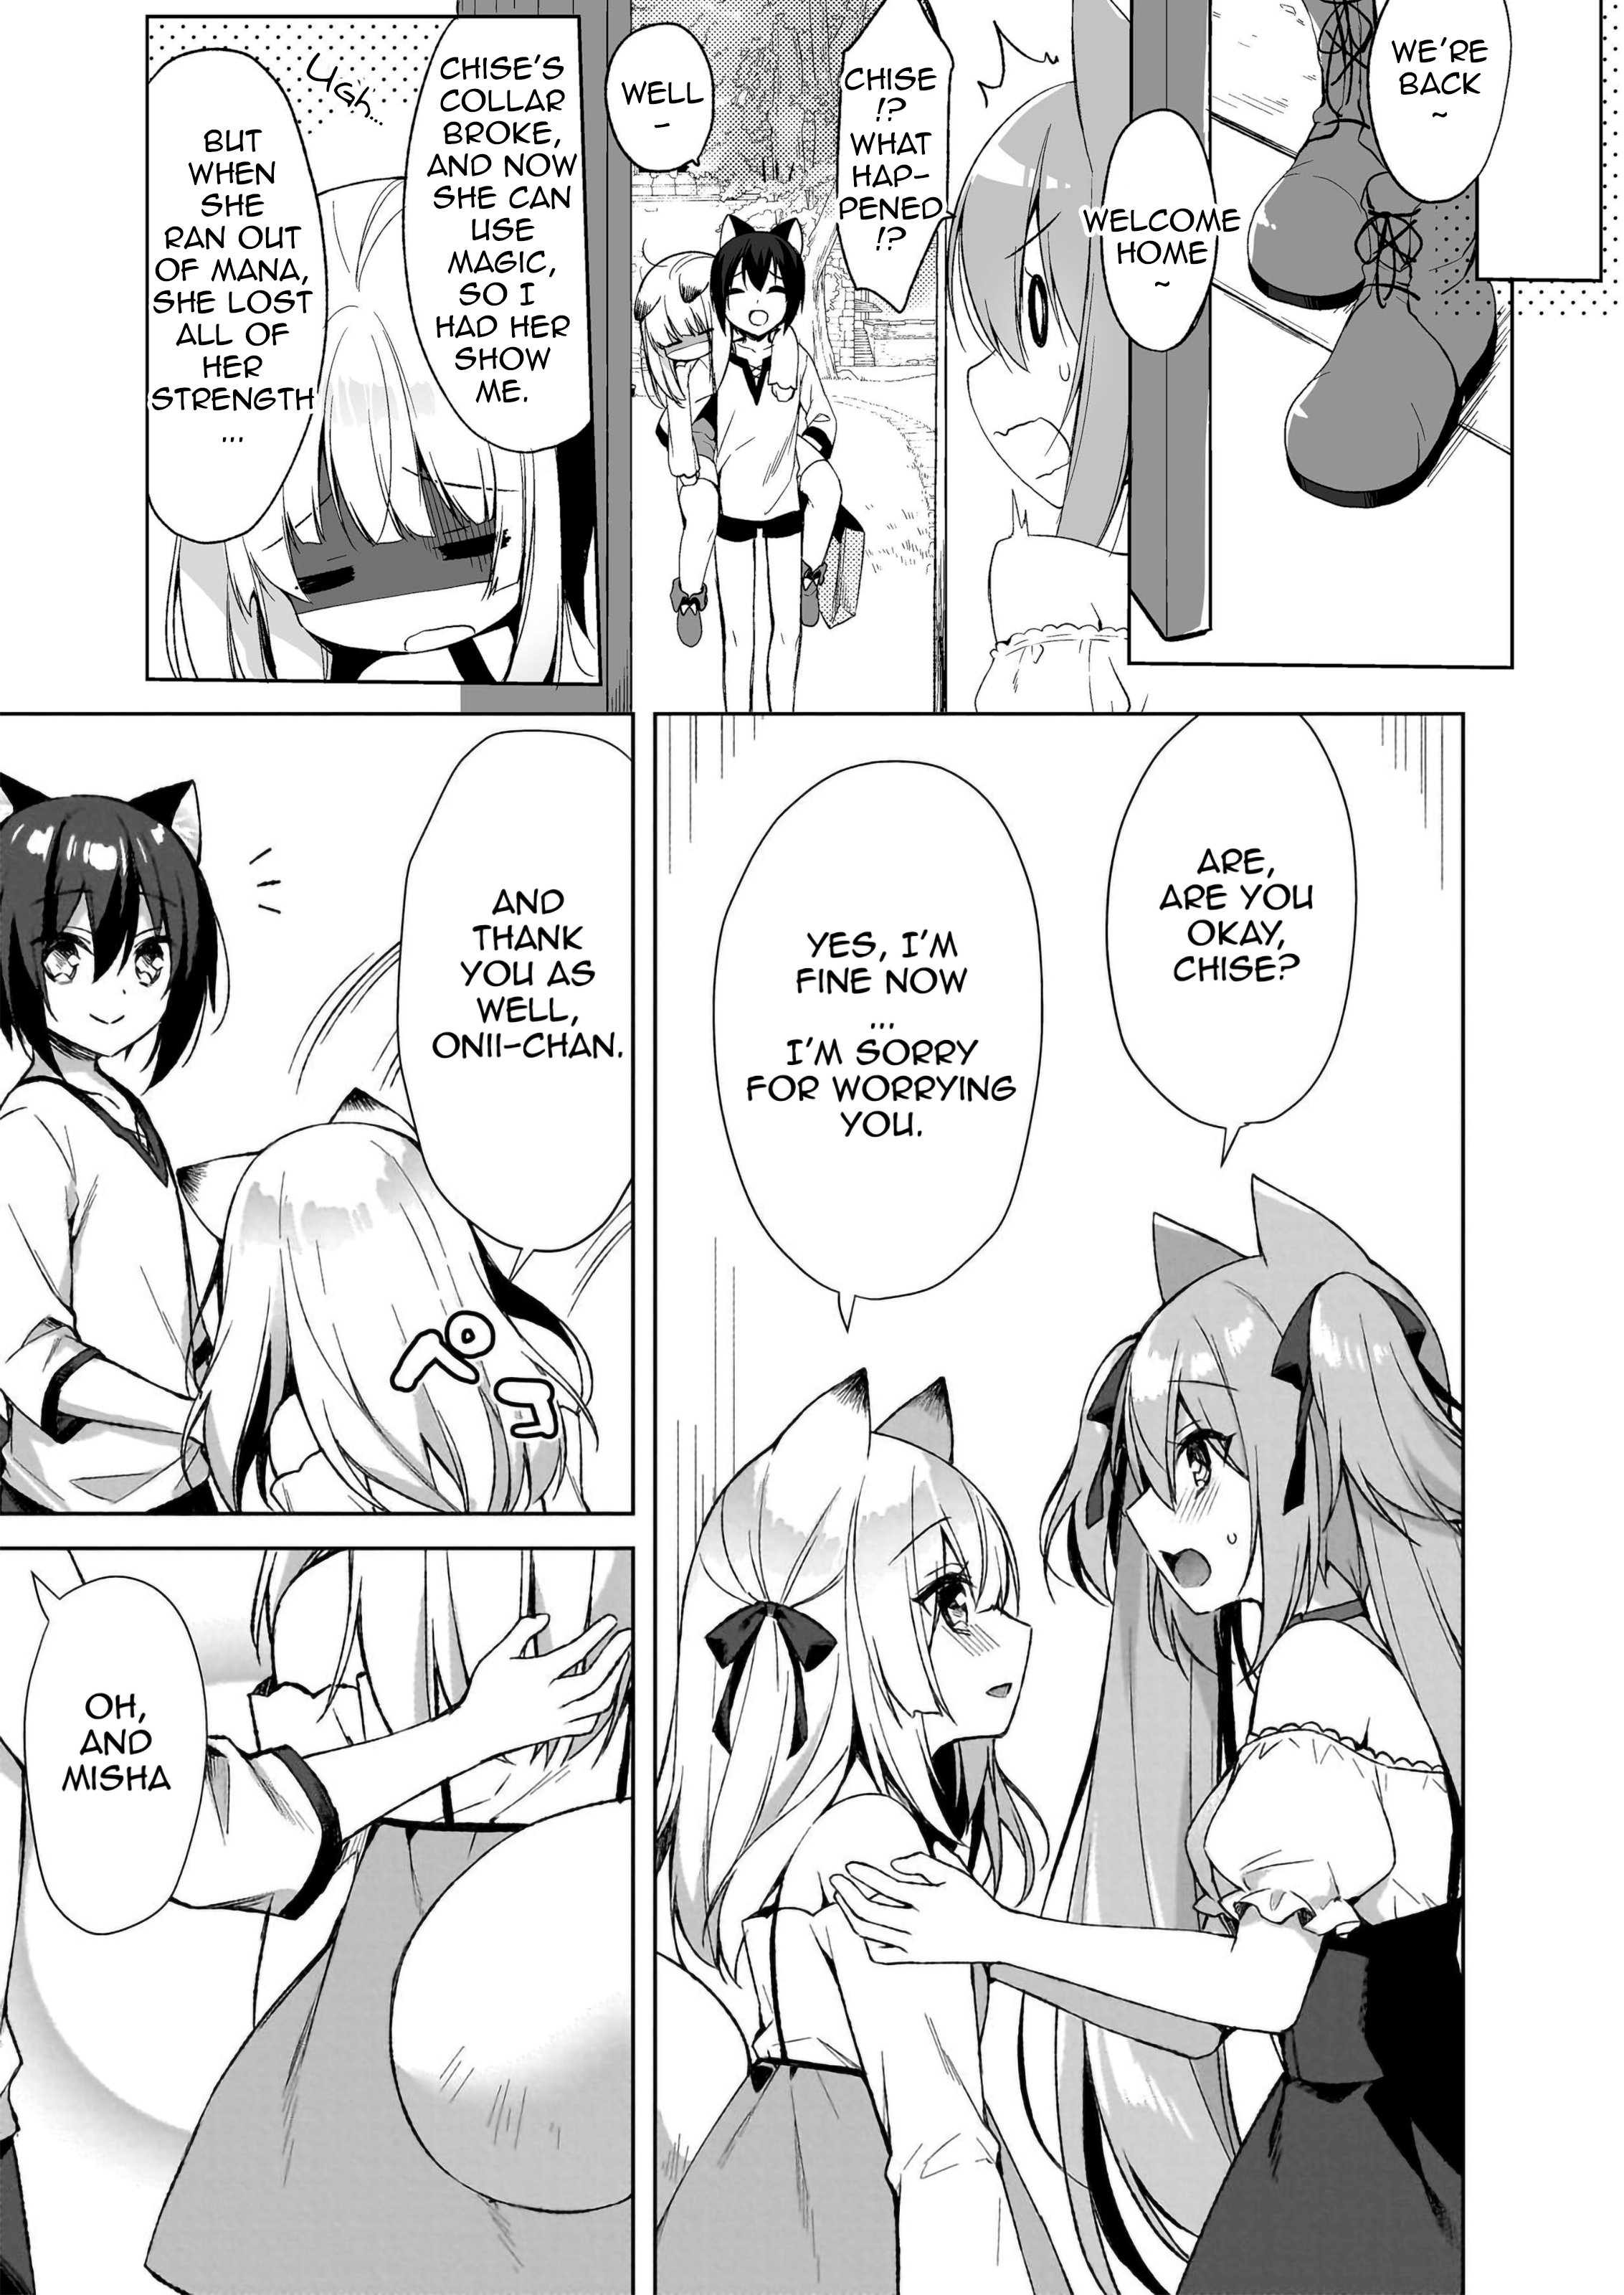 WE'RE
BACK
~
WELCOME
HOME
~
CHISE
!?
WHAT
HAP-
PENED
!?
WELL
-
CHISE'S
COLLAR
BROKE,
AND NOW
SHE CAN
USE
MAGIC,
SO I
HAD HER
SHOW
ME.
UGH...
BUT
WHEN
SHE
RAN OUT
OF MANA,
SHE LOST
ALL OF
HER
STRENGTH
...
ARE,
ARE YOU
OKAY,
CHISE?
YES, I'M
FINE NOW
...
I'M SORRY
FOR WORRYING
YOU.
AND
THANK
YOU AS
WELL,
ONII-CHAN.
ペコ
OH,
AND
MISHA